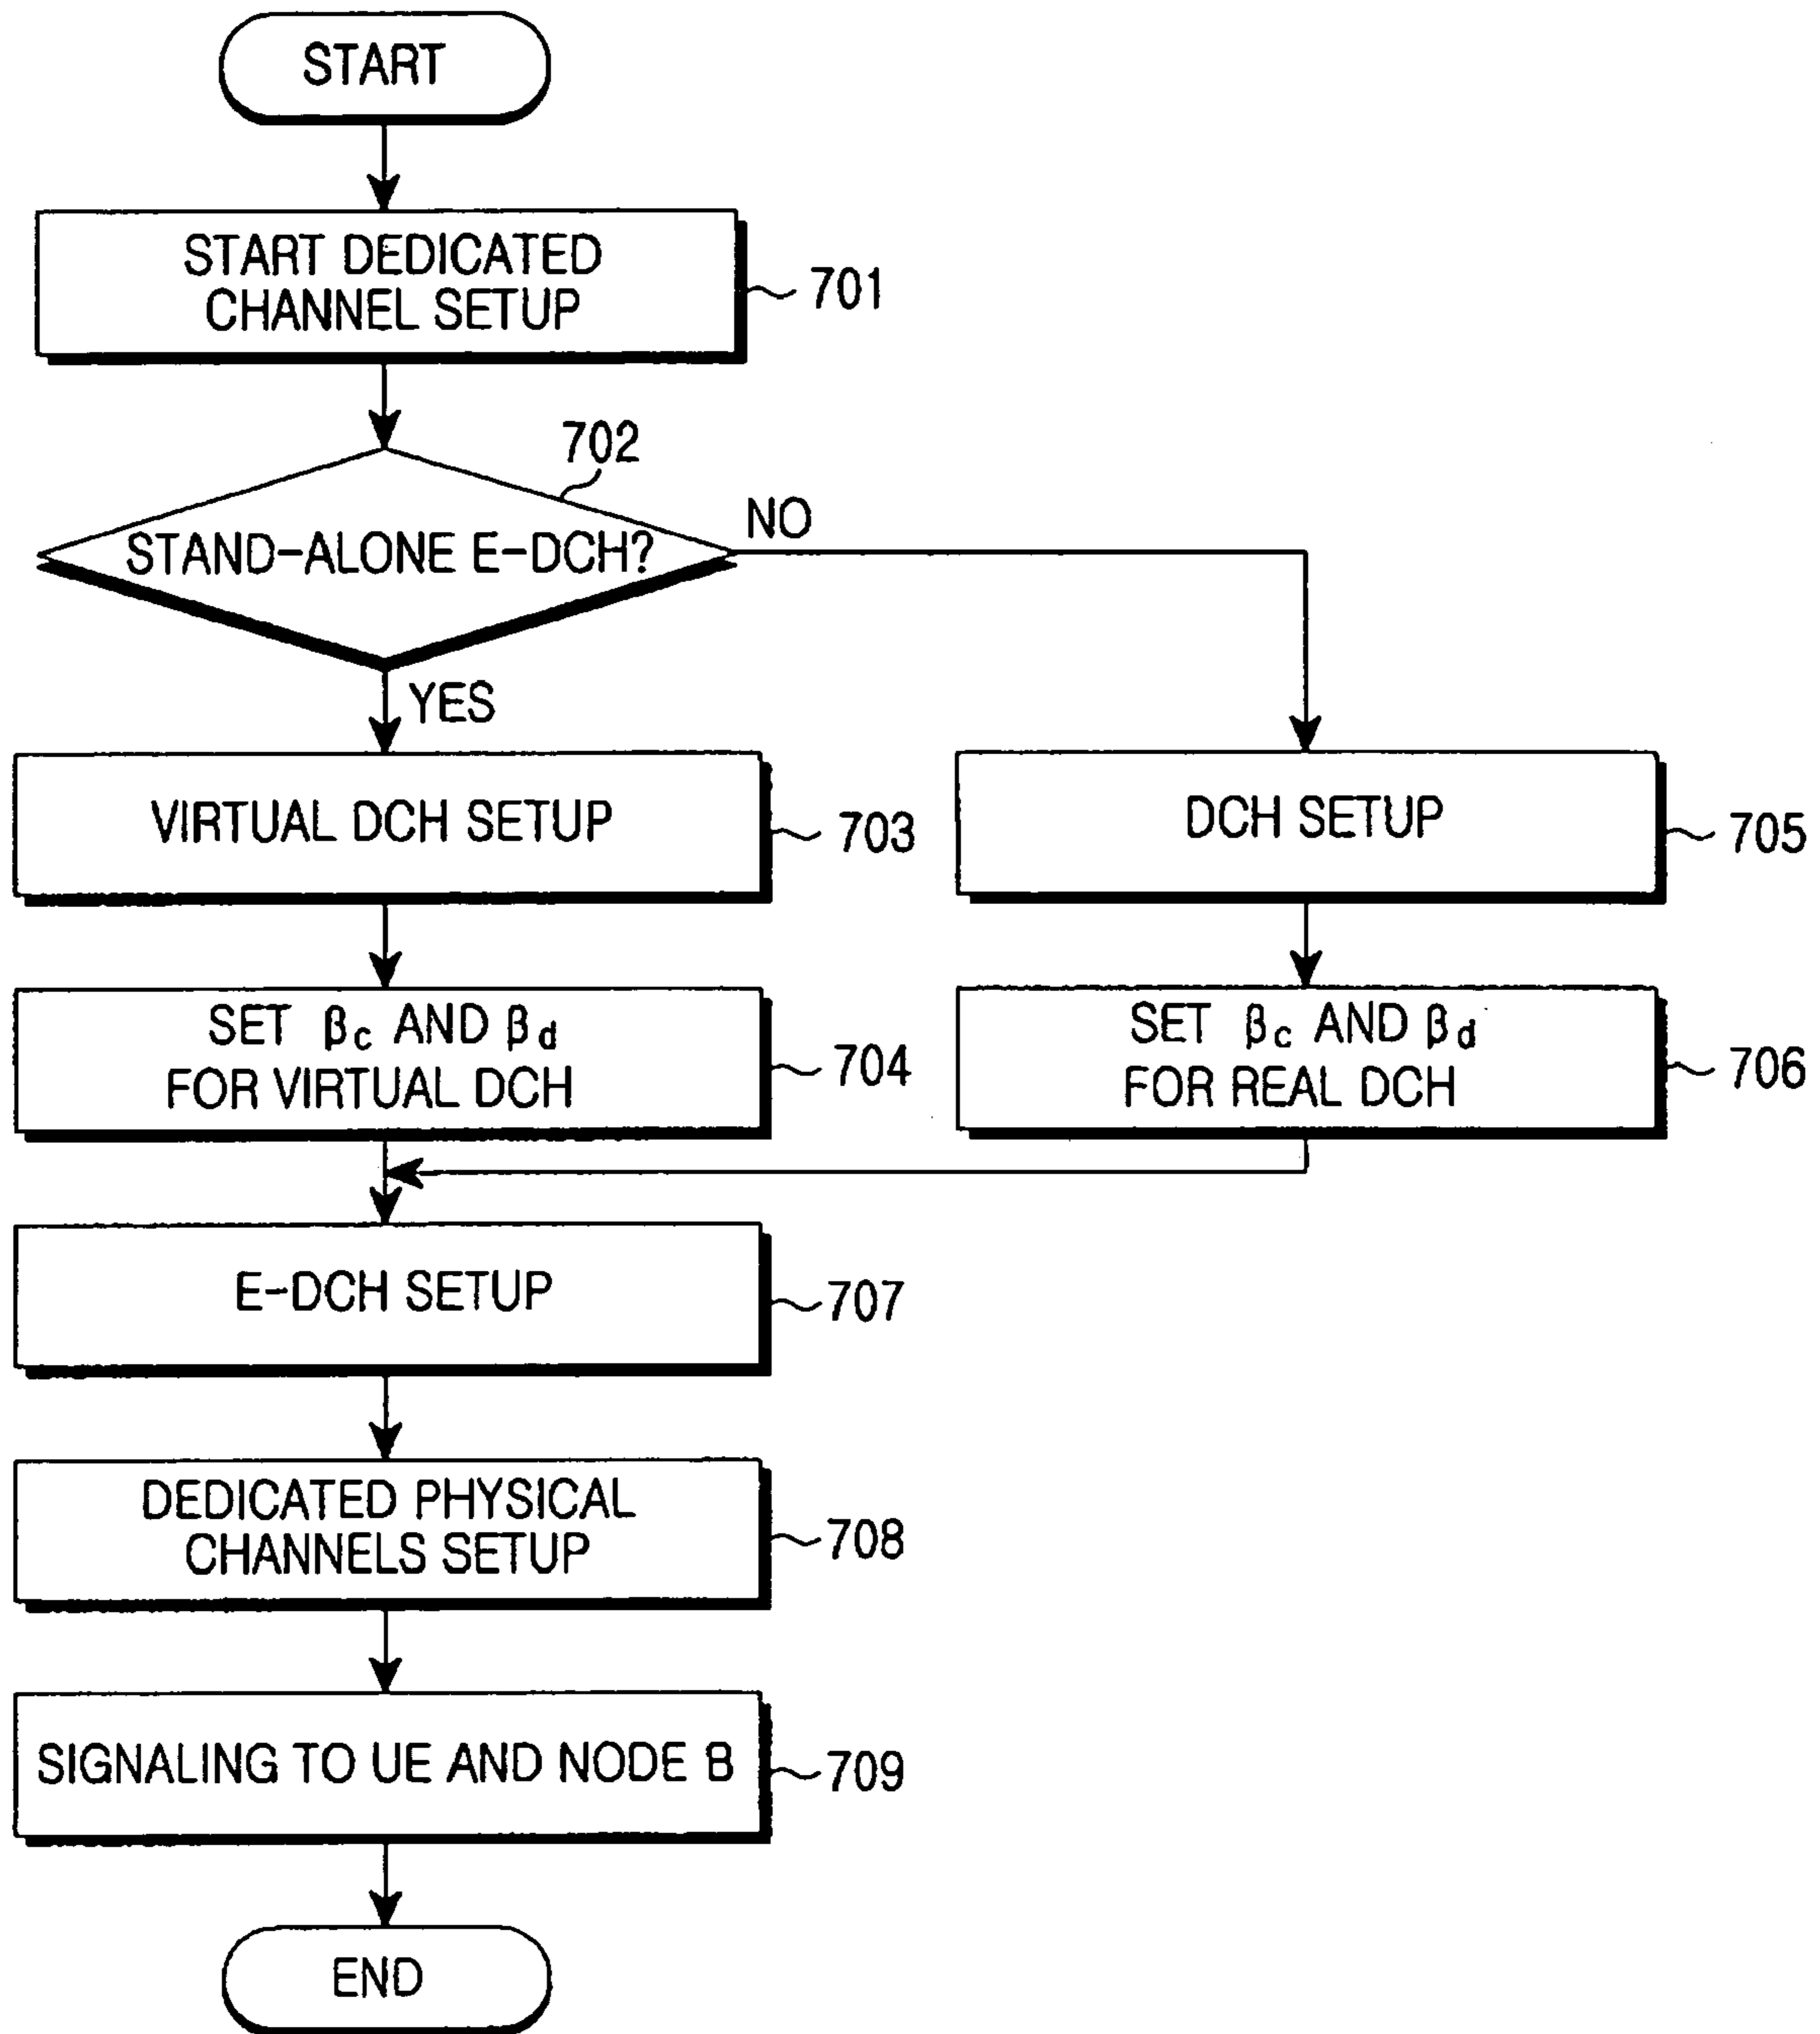 START
START DEDICATED
CHANNEL SETUP
701
702
STAND-ALONE E-DCH?
NO
YES
VIRTUAL DCH SETUP
703
DCH SETUP
705
SET βc AND βd
FOR VIRTUAL DCH
704
SET βc AND βd
FOR REAL DCH
706
E-DCH SETUP
707
DEDICATED PHYSICAL
CHANNELS SETUP
708
SIGNALING TO UE AND NODE B
709
END